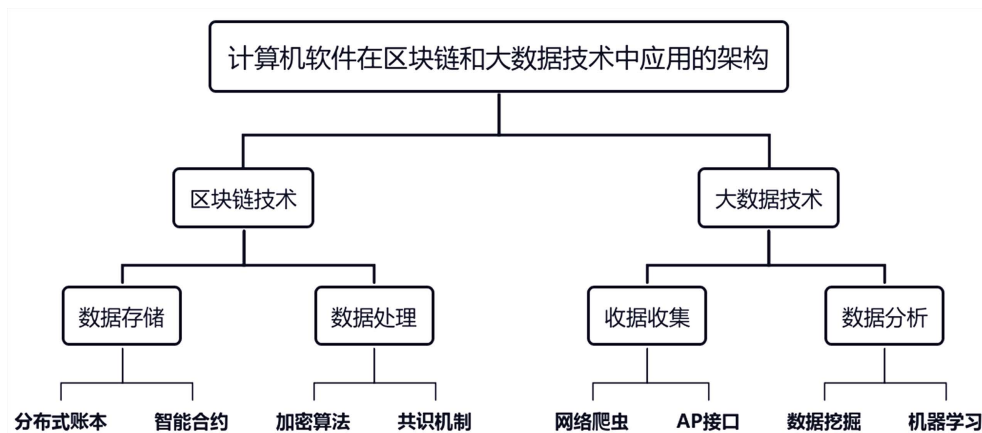 计算机软件在区块链和大数据技术中应用的架构
区块链技术
大数据技术
数据存储
数据处理
收据收集
数据分析
分布式账本
智能合约
加密算法
共识机制
网络爬虫
AP接口
数据挖掘
机器学习